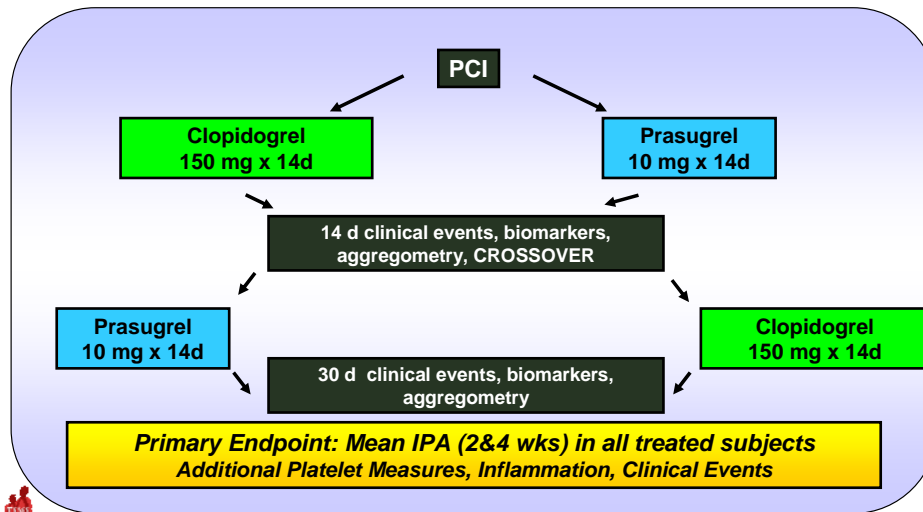 PCI
Clopidogrel
150 mg x 14d
Prasugrel
10 mg x 14d
14 d clinical events, biomarkers,
aggregometry, CROSSOVER
Prasugrel
10 mg x 14d
Clopidogrel
150 mg x 14d
30 d  clinical events, biomarkers,
aggregometry
Primary Endpoint: Mean IPA (2&4 wks) in all treated subjects
Additional Platelet Measures, Inflammation, Clinical Events